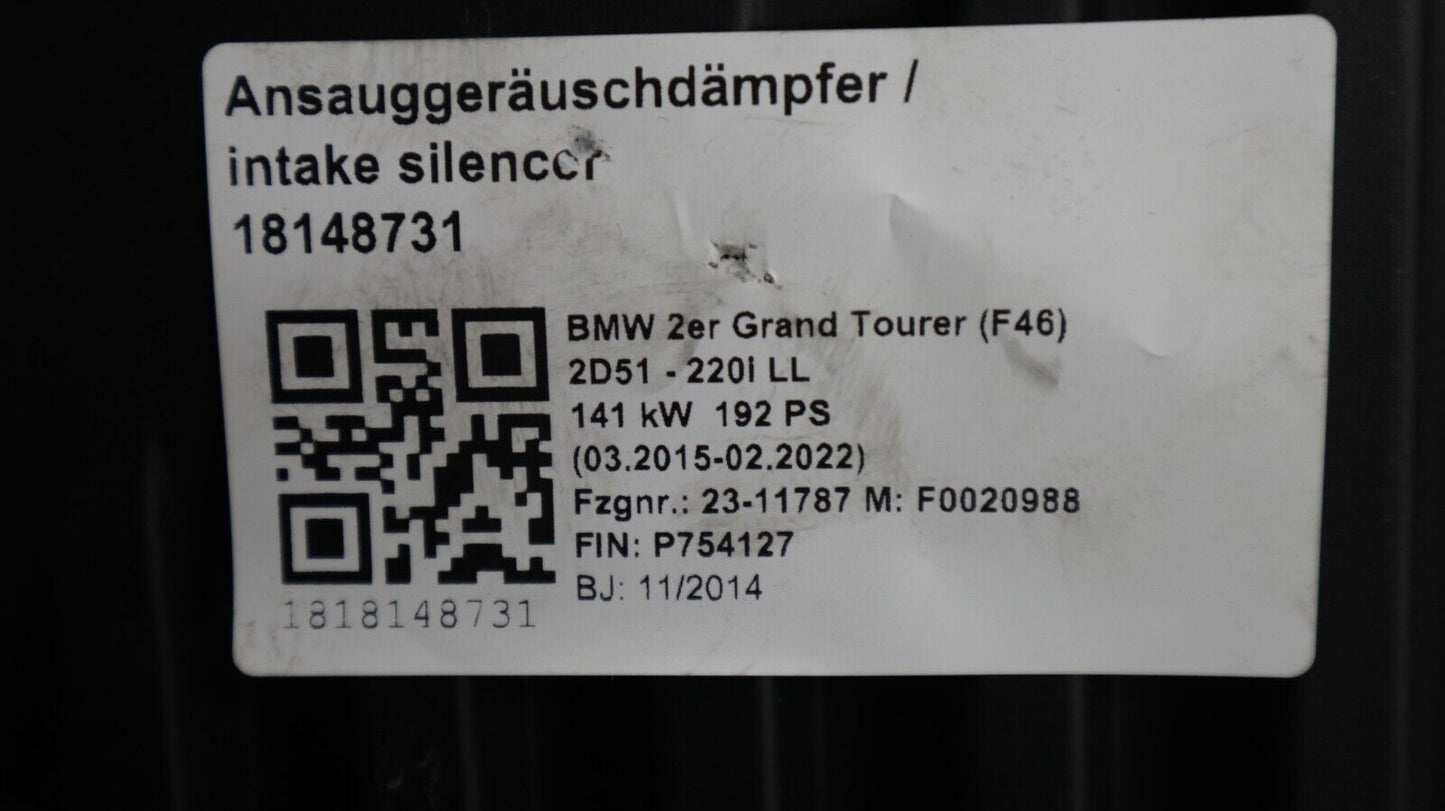 Ansauggeräuschdämpfer /
intake silencer
18148731
BMW 2er Grand Tourer (F46)
2D51 - 220i LL
141 kW 192 PS
(03.2015-02.2022)
Fzgnr.: 23-11787 M: F0020988
FIN: P754127
BJ: 11/2014
1818148731